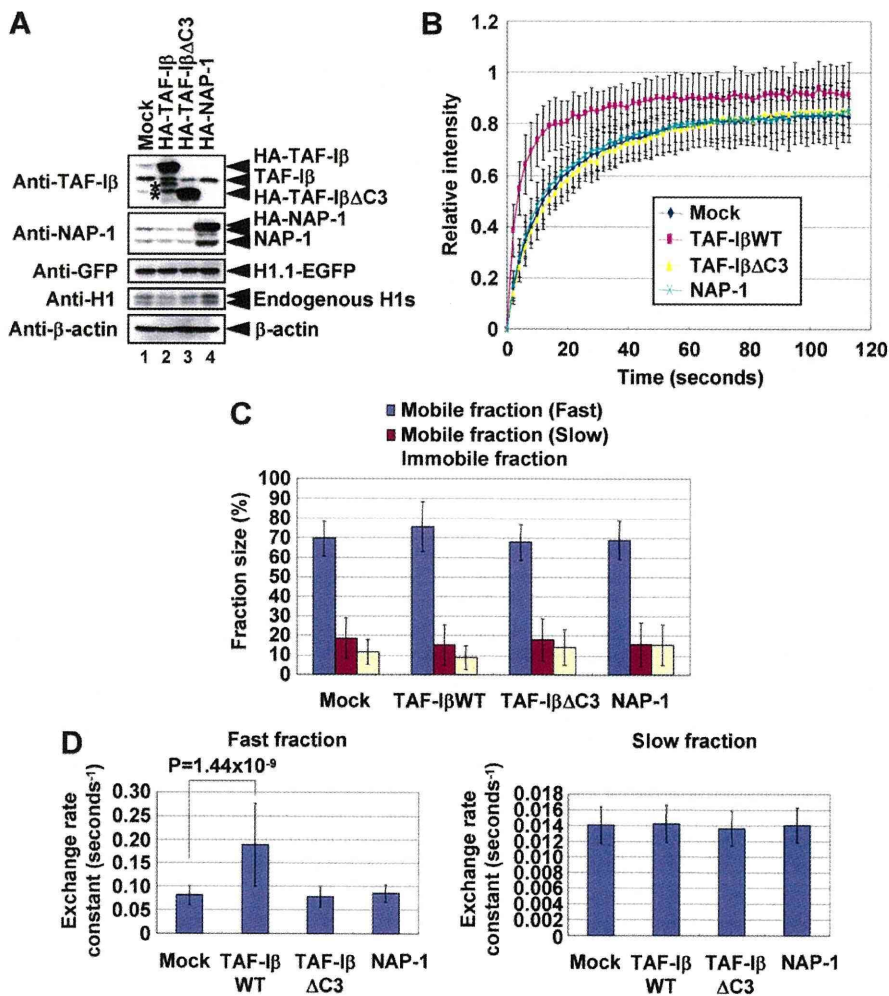 A
Mock
HA-TAF-Iβ
HA-TAF-IβΔC3
HA-NAP-1
Anti-TAF-Iβ
*
*
HA-TAF-Iβ
TAF-Iβ
HA-TAF-IβΔC3
Anti-NAP-1
HA-NAP-1
NAP-1
Anti-GFP
H1.1-EGFP
Anti-H1
Endogenous H1s
Anti-β-actin
β-actin
1 2 3 4
B
Relative intensity
1.2
1
0.8
0.6
0.4
0.2
0
Mock
TAF-IβWT
TAF-IβΔC3
NAP-1
0 20 40 60 80 100 120
Time (seconds)
C
Mobile fraction (Fast)
Mobile fraction (Slow)
Immobile fraction
Fraction size (%)
100
90
80
70
60
50
40
30
20
10
0
Mock TAF-IβWT TAF-IβΔC3 NAP-1
D
Fast fraction
P=1.44x10⁻⁹
Exchange rate
constant (seconds⁻¹)
0.30
0.25
0.20
0.15
0.10
0.05
0
Mock TAF-Iβ TAF-Iβ NAP-1
WT ΔC3
Slow fraction
Exchange rate
constant (seconds⁻¹)
0.018
0.016
0.014
0.012
0.010
0.008
0.006
0.004
0.002
0
Mock TAF-Iβ TAF-Iβ NAP-1
WT ΔC3